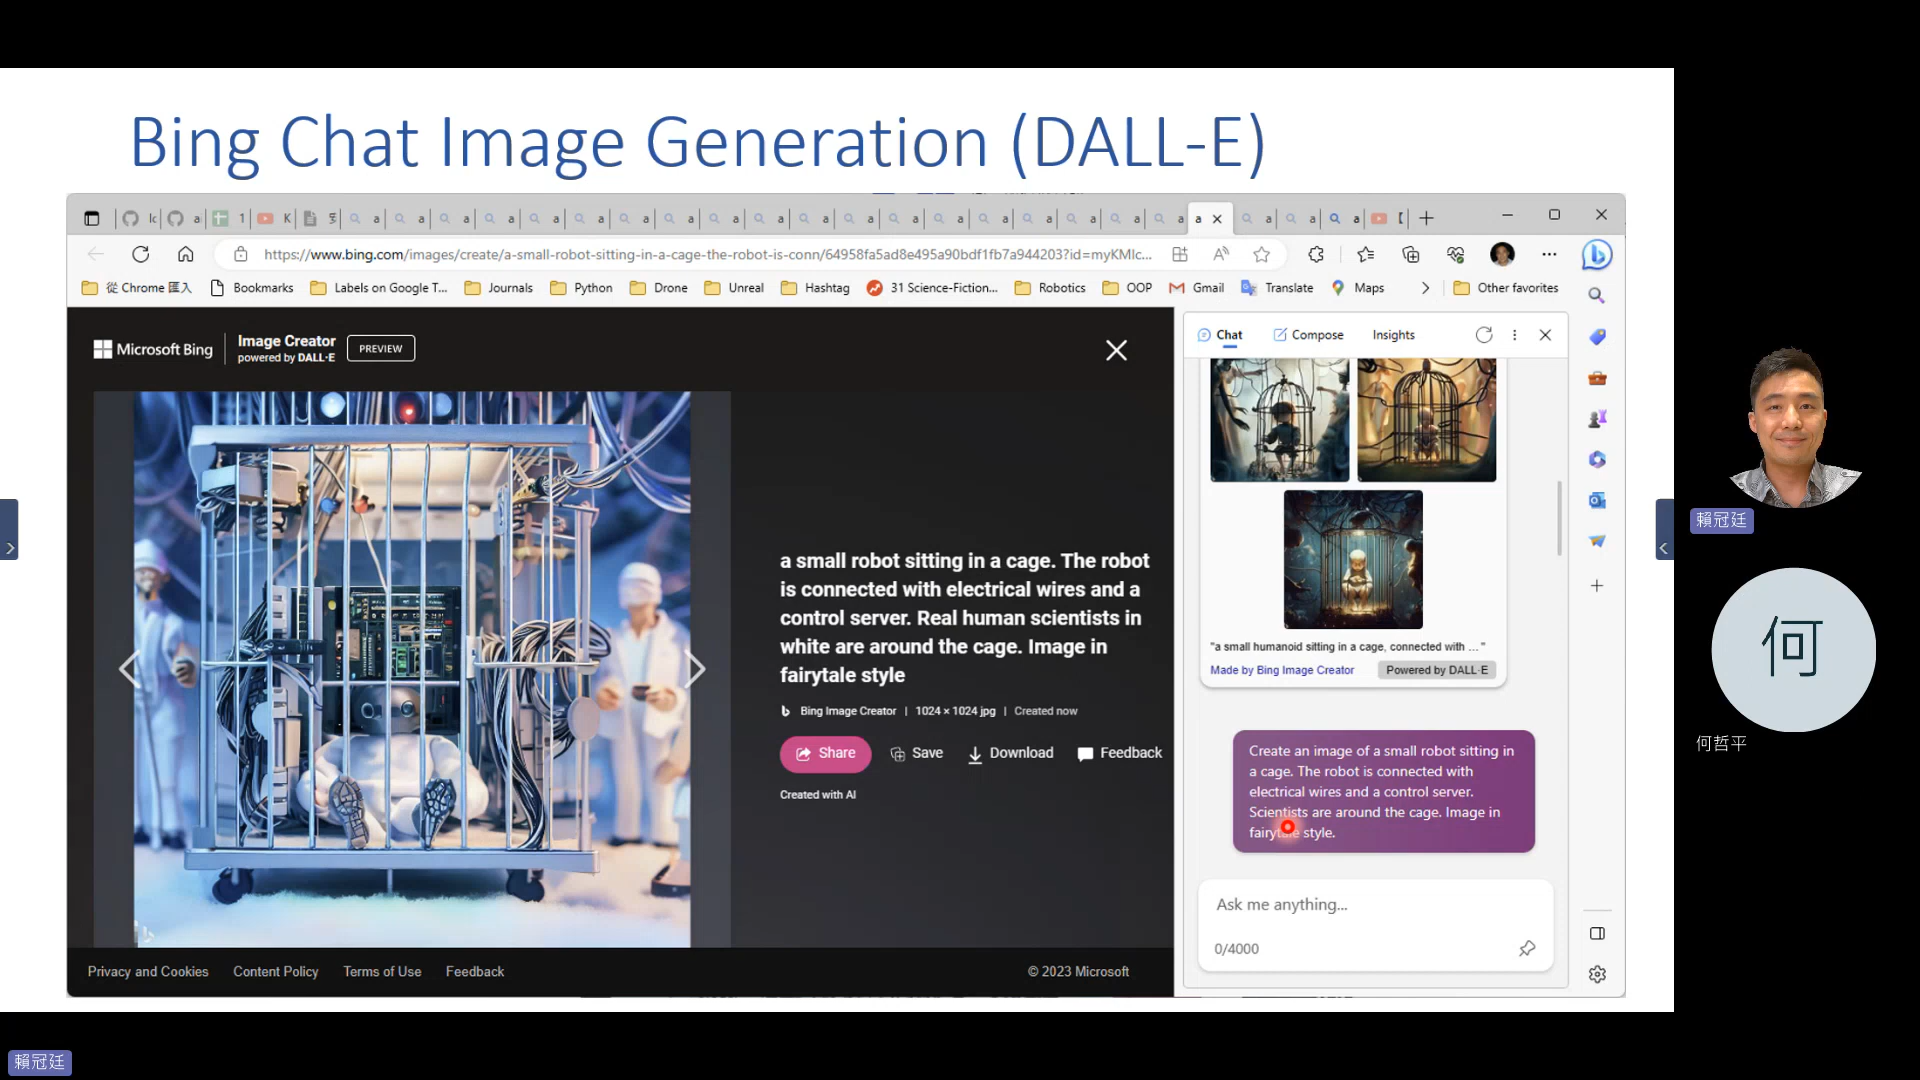 Bing Chat Image Generation (DALL-E)
https://www.bing.com/images/create/a-small-robot-sitting-in-a-cage-the-robot-is-conn/64958fa5ad8e495a90bdf1fb7a944203?id=myKMIc...
從 Chrome 匯入 Bookmarks Labels on Google T... Journals Python Drone Unreal Hashtag 31 Science-Fiction... Robotics OOP Gmail Translate Maps Other favorites
Microsoft Bing
Image Creator
powered by DALL·E
PREVIEW
a small robot sitting in a cage. The robot
is connected with electrical wires and a
control server. Real human scientists in
white are around the cage. Image in
fairytale style
Bing Image Creator | 1024 × 1024 jpg | Created now
Share Save Download Feedback
Created with AI
Privacy and Cookies Content Policy Terms of Use Feedback © 2023 Microsoft
Chat Compose Insights
"a small humanoid sitting in a cage, connected with ..."
Made by Bing Image Creator Powered by DALL·E
Create an image of a small robot sitting in
a cage. The robot is connected with
electrical wires and a control server.
Scientists are around the cage. Image in
fairytale style.
Ask me anything...
0/4000
賴冠廷
何
何哲平
賴冠廷